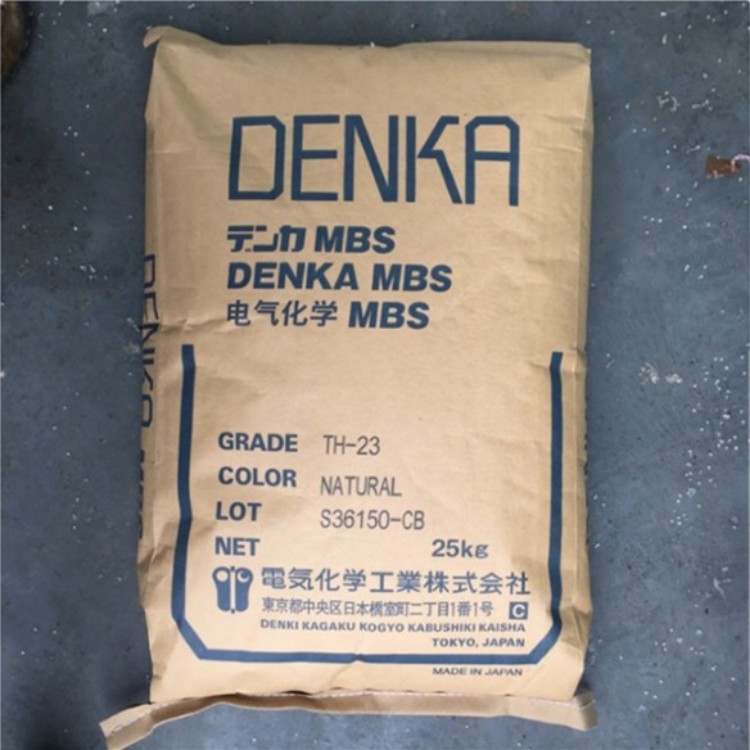 DENKA
デンカ MBS
DENKA MBS
电气化学 MBS
GRADE TH-23
COLOR NATURAL
LOT S36150-CB
NET 25kg
電気化学工業株式会社
東京都中央区日本橋室町二丁目1番1号 C
DENKI KAGAKU KOGYO KABUSHIKI KAISHA
TOKYO, JAPAN
MADE IN JAPAN
DENKA